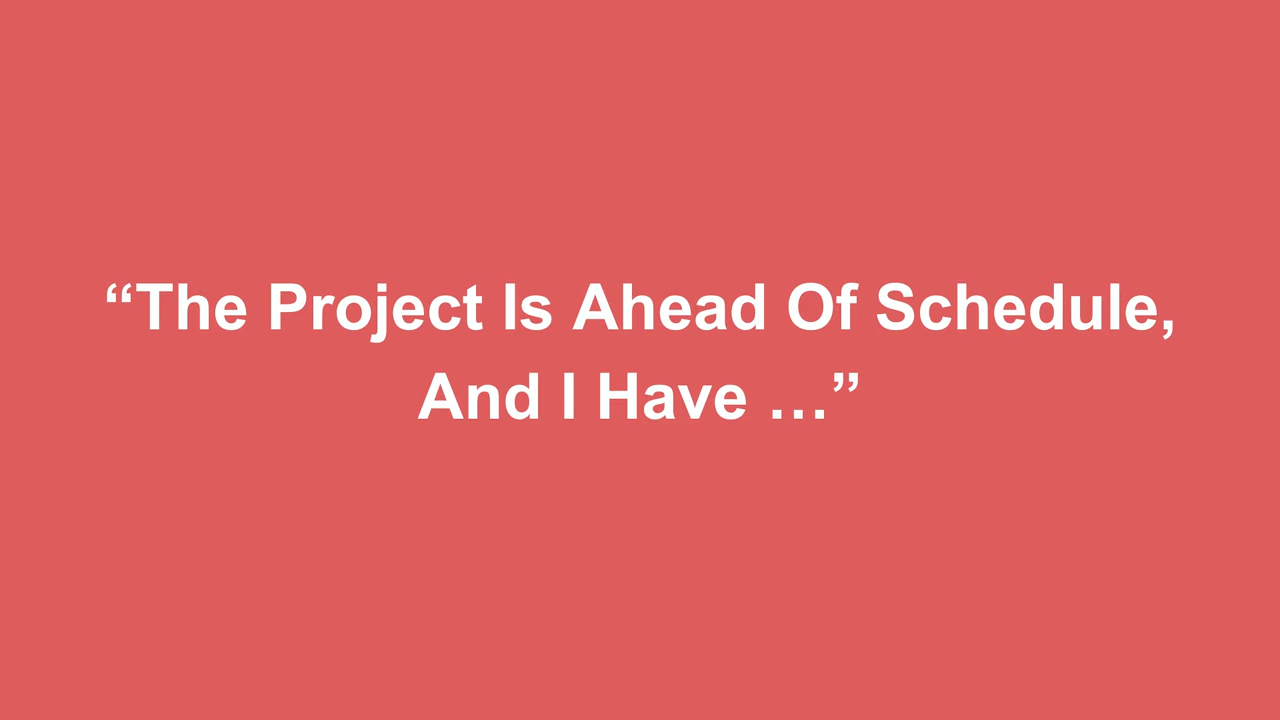 “The Project Is Ahead Of Schedule,
And I Have …”